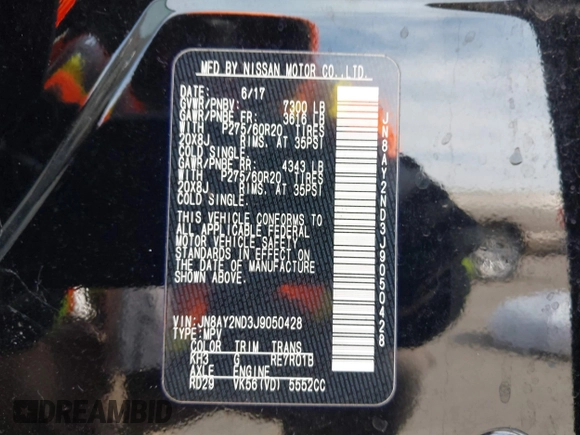 MFD BY NISSAN MOTOR CO.,LTD.
DATE: 6/17
GVWR/PNBV: 7300 LB
GAWR/PNBE FR: 3616 LB
WITH P275/60R20 TIRES
20X8J RIMS. AT 35PSI
COLD SINGLE.
GAWR/PNBE RR: 4343 LB
WITH P275/60R20 TIRES
20X8J RIMS. AT 35PSI
COLD SINGLE.
THIS VEHICLE CONFORMS TO
ALL APPLICABLE FEDERAL
MOTOR VEHICLE SAFETY
STANDARDS IN EFFECT ON
THE DATE OF MANUFACTURE
SHOWN ABOVE.
VIN: JN8AY2ND3J9050428
TYPE: MPV
COLOR TRIM TRANS
KH3 G RE7R01B
AXLE ENGINE
RD29 VK56(VD) 5552CC
JN8AY2ND3J9050428
DREAMBID